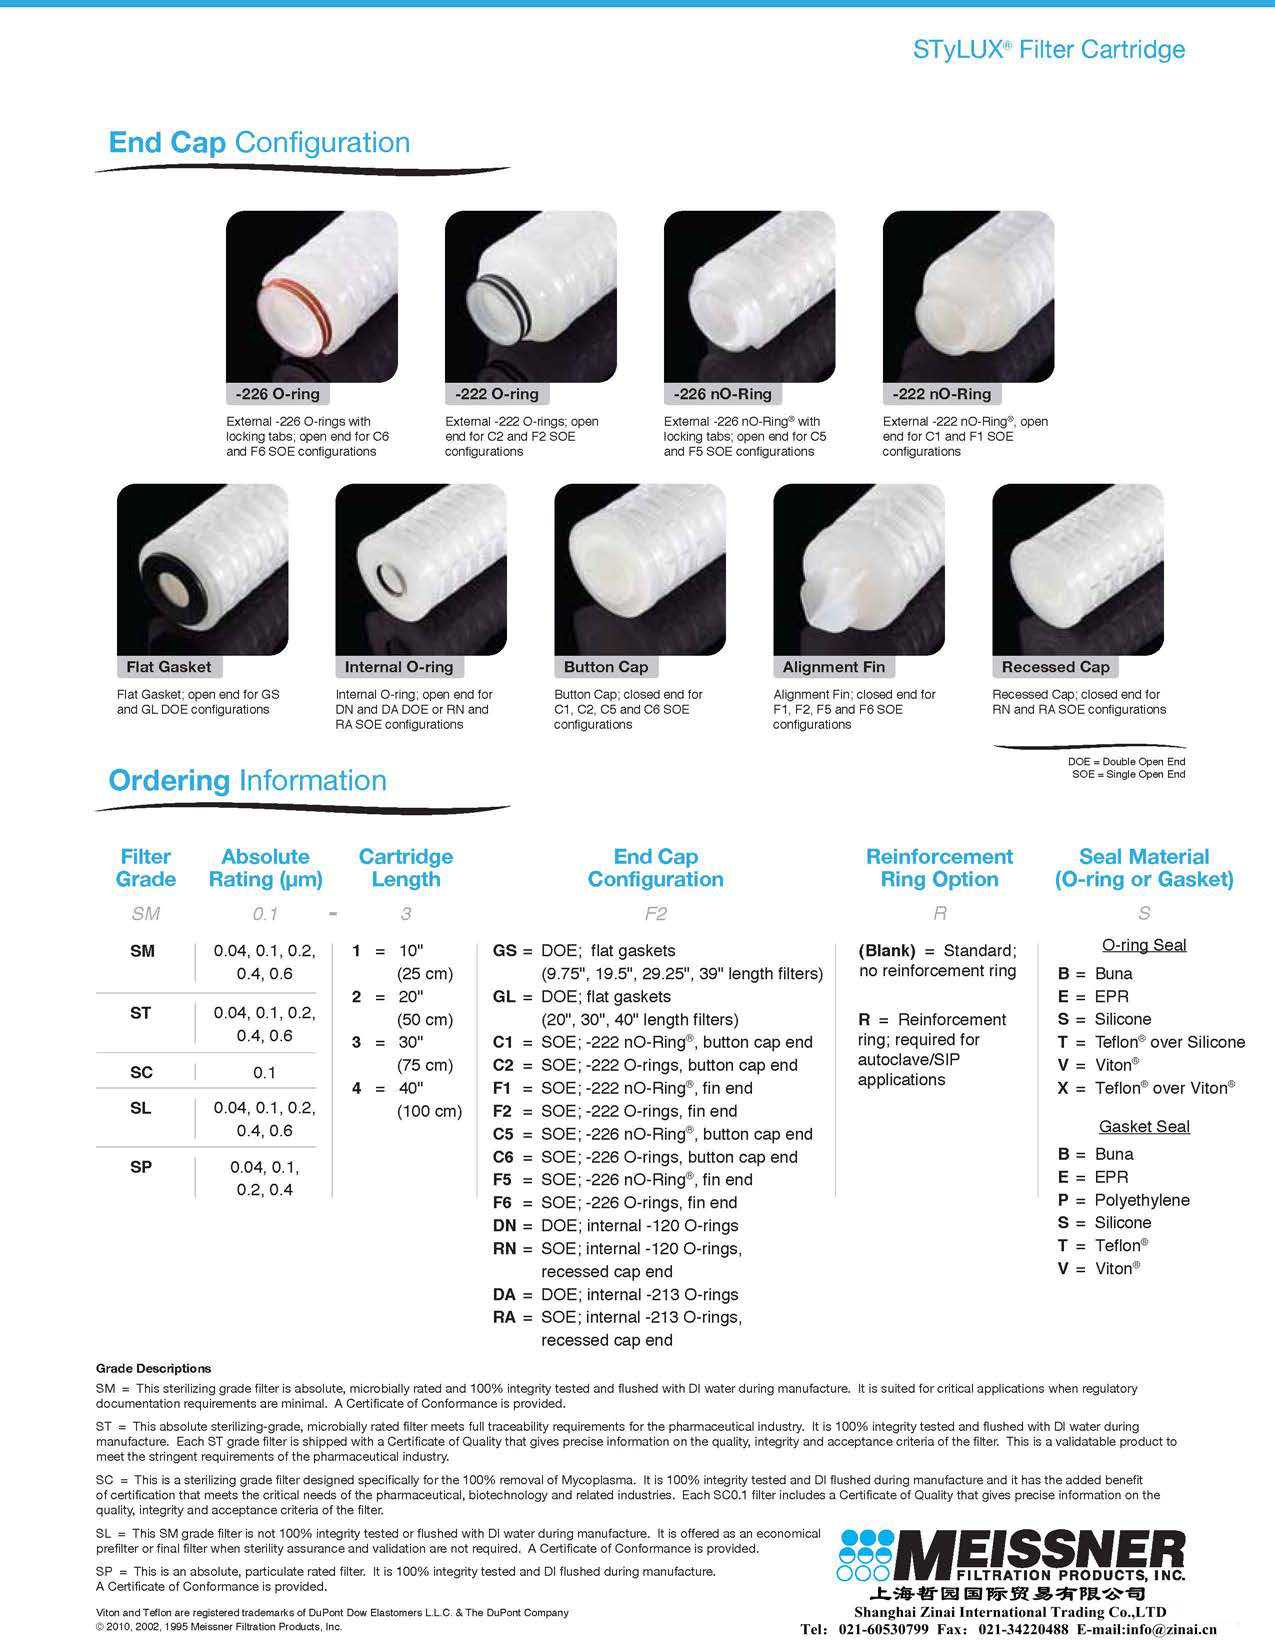 STyLUX® Filter Cartridge
End Cap Configuration
-226 O-ring
External -226 O-rings with
locking tabs; open end for C6
and F6 SOE configurations
-222 O-ring
External -222 O-rings; open
end for C2 and F2 SOE
configurations
-226 nO-Ring
External -226 nO-Ring® with
locking tabs; open end for C5
and F5 SOE configurations
-222 nO-Ring
External -222 nO-Ring®, open
end for C1 and F1 SOE
configurations
Flat Gasket
Flat Gasket; open end for GS
and GL DOE configurations
Internal O-ring
Internal O-ring; open end for
DN and DA DOE or RN and
RA SOE configurations
Button Cap
Button Cap; closed end for
C1, C2, C5 and C6 SOE
configurations
Alignment Fin
Alignment Fin; closed end for
F1, F2, F5 and F6 SOE
configurations
Recessed Cap
Recessed Cap; closed end for
RN and RA SOE configurations
DOE = Double Open End
SOE = Single Open End
Ordering Information
Filter
Grade
SM
SM
ST
SC
SL
SP
Absolute
Rating (µm)
0.1 -
0.04, 0.1, 0.2,
0.4, 0.6
0.04, 0.1, 0.2,
0.4, 0.6
0.1
0.04, 0.1, 0.2,
0.4, 0.6
0.04, 0.1,
0.2, 0.4
Cartridge
Length
3
1 = 10"
(25 cm)
2 = 20"
(50 cm)
3 = 30"
(75 cm)
4 = 40"
(100 cm)
End Cap
Configuration
F2
GS = DOE; flat gaskets
(9.75", 19.5", 29.25", 39" length filters)
GL = DOE; flat gaskets
(20", 30", 40" length filters)
C1 = SOE; -222 nO-Ring®, button cap end
C2 = SOE; -222 O-rings, button cap end
F1 = SOE; -222 nO-Ring®, fin end
F2 = SOE; -222 O-rings, fin end
C5 = SOE; -226 nO-Ring®, button cap end
C6 = SOE; -226 O-rings, button cap end
F5 = SOE; -226 nO-Ring®, fin end
F6 = SOE; -226 O-rings, fin end
DN = DOE; internal -120 O-rings
RN = SOE; internal -120 O-rings,
recessed cap end
DA = DOE; internal -213 O-rings
RA = SOE; internal -213 O-rings,
recessed cap end
Reinforcement
Ring Option
R
(Blank) = Standard;
no reinforcement ring
R = Reinforcement
ring; required for
autoclave/SIP
applications
Seal Material
(O-ring or Gasket)
S
O-ring Seal
B = Buna
E = EPR
S = Silicone
T = Teflon® over Silicone
V = Viton®
X = Teflon® over Viton®
Gasket Seal
B = Buna
E = EPR
P = Polyethylene
S = Silicone
T = Teflon®
V = Viton®
Grade Descriptions
SM = This sterilizing grade filter is absolute, microbially rated and 100% integrity tested and flushed with DI water during manufacture. It is suited for critical applications when regulatory
documentation requirements are minimal. A Certificate of Conformance is provided.
ST = This absolute sterilizing-grade, microbially rated filter meets full traceability requirements for the pharmaceutical industry. It is 100% integrity tested and flushed with DI water during
manufacture. Each ST grade filter is shipped with a Certificate of Quality that gives precise information on the quality, integrity and acceptance criteria of the filter. This is a validatable product to
meet the stringent requirements of the pharmaceutical industry.
SC = This is a sterilizing grade filter designed specifically for the 100% removal of Mycoplasma. It is 100% integrity tested and DI flushed during manufacture and it has the added benefit
of certification that meets the critical needs of the pharmaceutical, biotechnology and related industries. Each SC0.1 filter includes a Certificate of Quality that gives precise information on the
quality, integrity and acceptance criteria of the filter.
SL = This SM grade filter is not 100% integrity tested or flushed with DI water during manufacture. It is offered as an economical
prefilter or final filter when sterility assurance and validation are not required. A Certificate of Conformance is provided.
SP = This is an absolute, particulate rated filter. It is 100% integrity tested and DI flushed during manufacture.
A Certificate of Conformance is provided.
Viton and Teflon are registered trademarks of DuPont Dow Elastomers L.L.C. & The DuPont Company
© 2010, 2002, 1995 Meissner Filtration Products, Inc.
MEISSNER
FILTRATION PRODUCTS, INC.
上海哲园国际贸易有限公司
Shanghai Zinai International Trading Co.,LTD
Tel: 021-60530799 Fax: 021-34220488 E-mail:info@zinai.cn